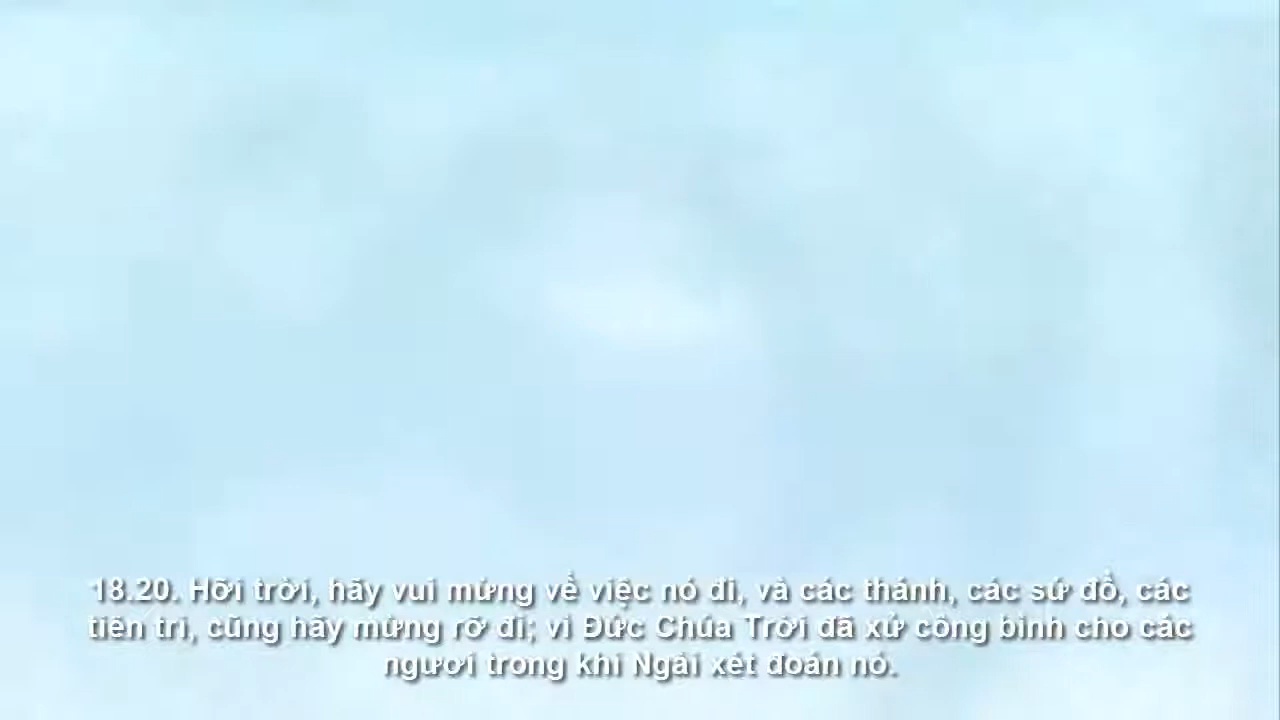 18.20. Hỡi trời, hãy vui mừng về việc nó đi, và các thánh, các sứ đồ, các
tiên tri, cũng hãy mừng rỡ đi; vì Đức Chúa Trời đã xử công bình cho các
ngươi trong khi Ngài xét đoán nó.